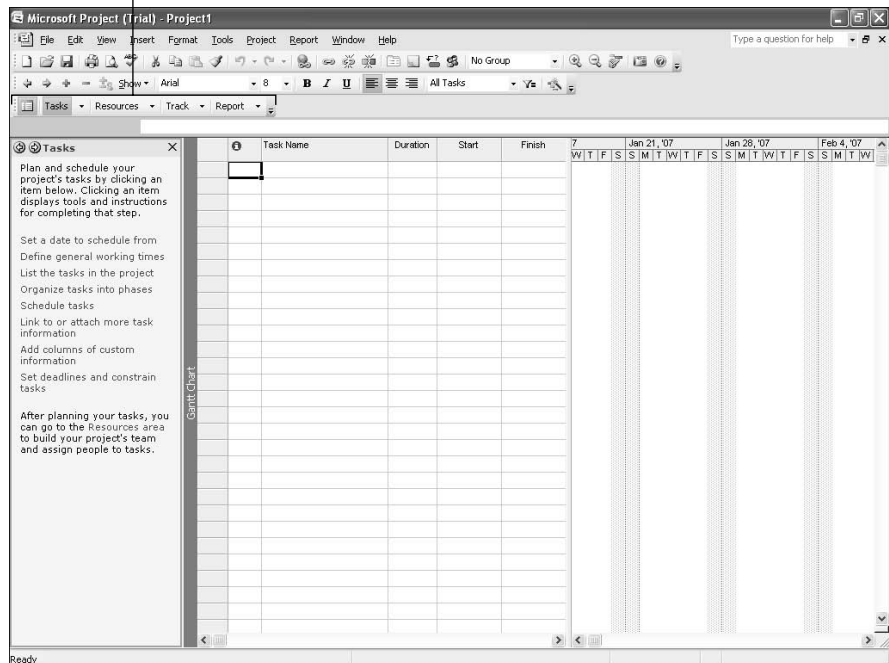 Microsoft Project (Trial) - Project1
File Edit View Insert Format Tools Project Report Window Help
Type a question for help
No Group
Show Arial 8 B I U All Tasks
Tasks Resources Track Report
Tasks
Plan and schedule your
project's tasks by clicking an
item below. Clicking an item
displays tools and instructions
for completing that step.
Set a date to schedule from
Define general working times
List the tasks in the project
Organize tasks into phases
Schedule tasks
Link to or attach more task
information
Add columns of custom
information
Set deadlines and constrain
tasks
After planning your tasks, you
can go to the Resources area
to build your project's team
and assign people to tasks.
Gantt Chart
Task Name Duration Start Finish
7 Jan 21, '07 Jan 28, '07 Feb 4, '07
W T F S S M T W T F S S M T W T F S S M T W
Ready